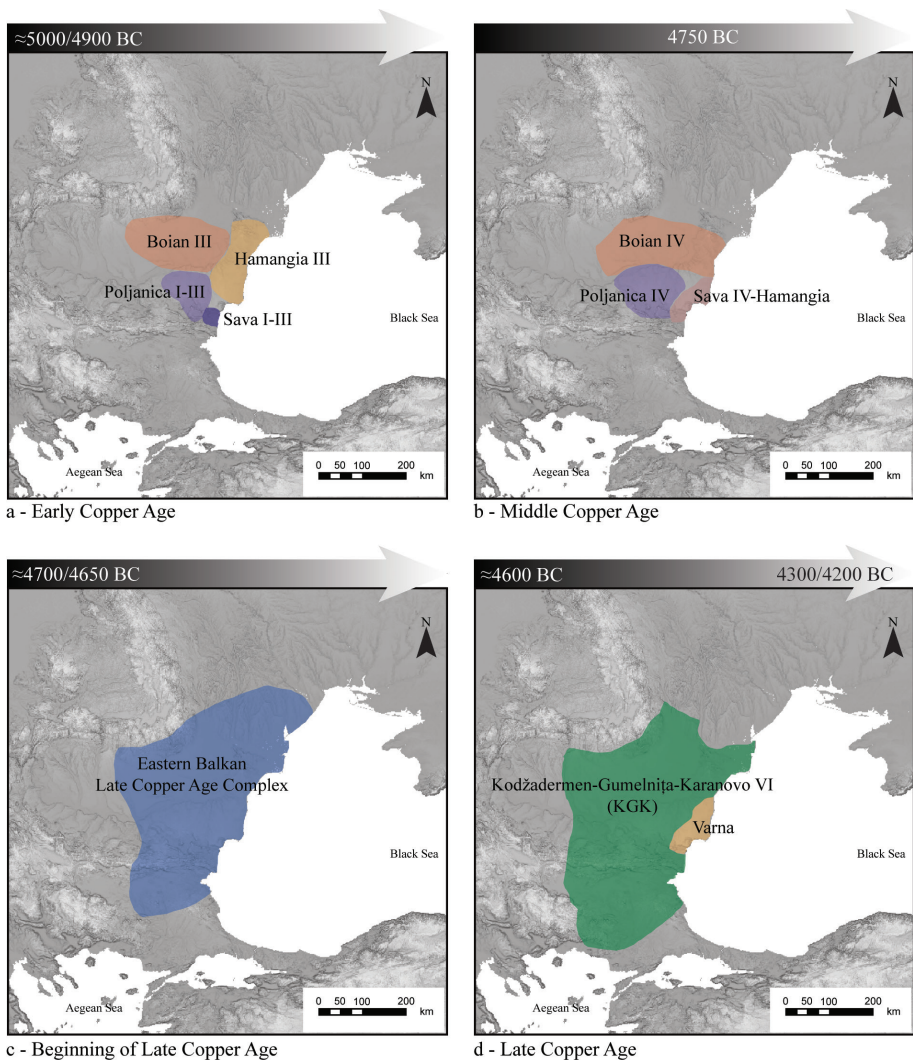 ≈5000/4900 BC
N
Boian III
Hamangia III
Poljanica I-III
Sava I-III
Black Sea
Aegean Sea
0 50 100 200
km
a - Early Copper Age
4750 BC
N
Boian IV
Poljanica IV
Sava IV-Hamangia
Black Sea
Aegean Sea
0 50 100 200
km
b - Middle Copper Age
≈4700/4650 BC
N
Eastern Balkan
Late Copper Age Complex
Black Sea
Aegean Sea
0 50 100 200
km
c - Beginning of Late Copper Age
≈4600 BC 4300/4200 BC
N
Kodžadermen-Gumelnița-Karanovo VI
(KGK)
Varna
Black Sea
Aegean Sea
0 50 100 200
km
d - Late Copper Age